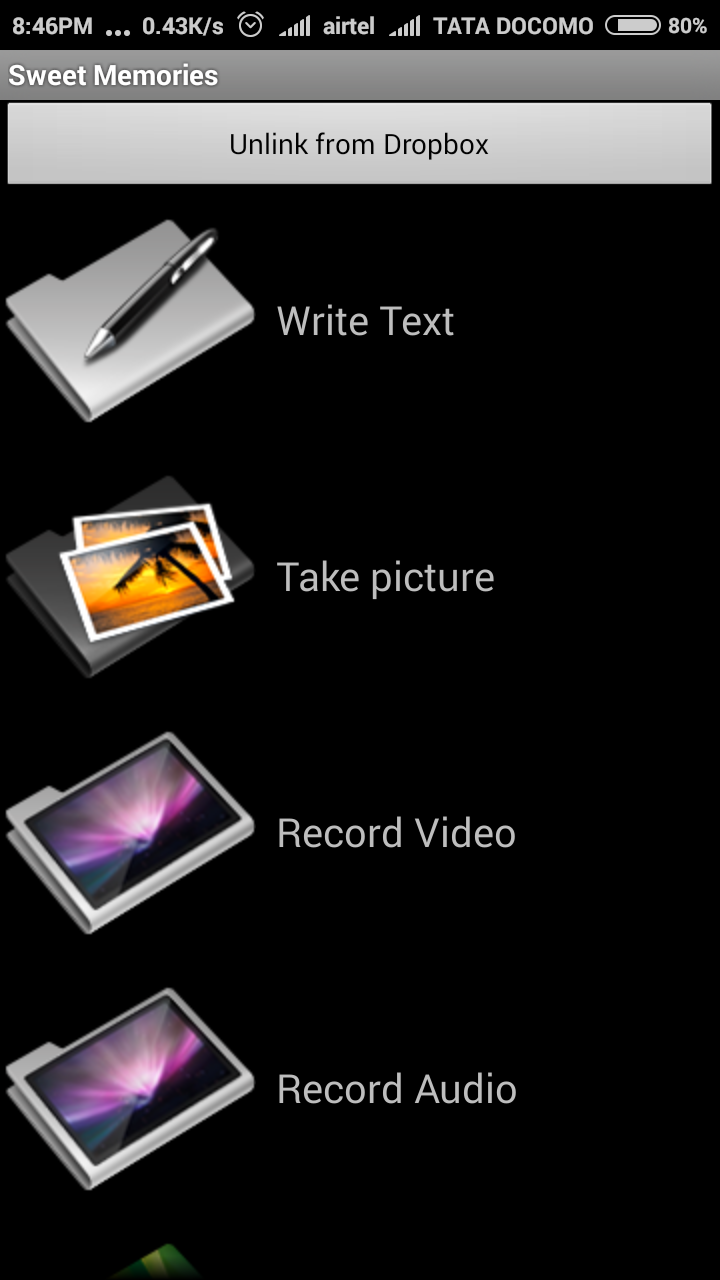 8:46PM ... 0.43K/s airtel TATA DOCOMO 80%
Sweet Memories
Unlink from Dropbox
Write Text
Take picture
Record Video
Record Audio